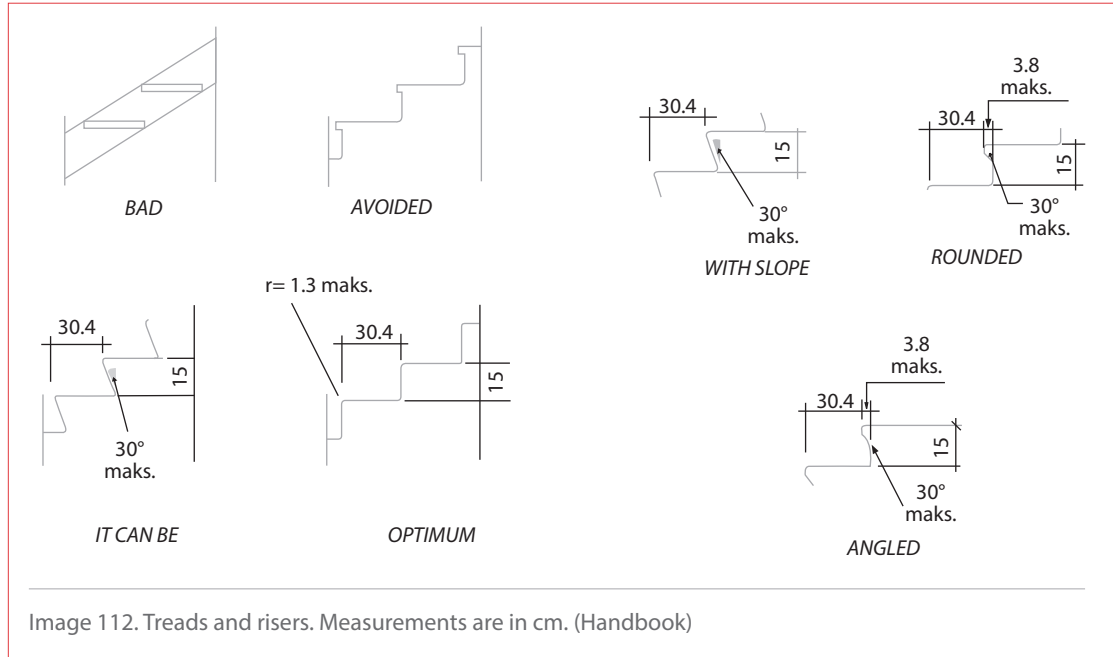 BAD
AVOIDED
30.4
15
30°
maks.
WITH SLOPE
3.8
maks.
30.4
15
30°
maks.
ROUNDED
30.4
15
30°
maks.
IT CAN BE
r= 1.3 maks.
30.4
15
OPTIMUM
3.8
maks.
30.4
15
30°
maks.
ANGLED
Image 112. Treads and risers. Measurements are in cm. (Handbook)